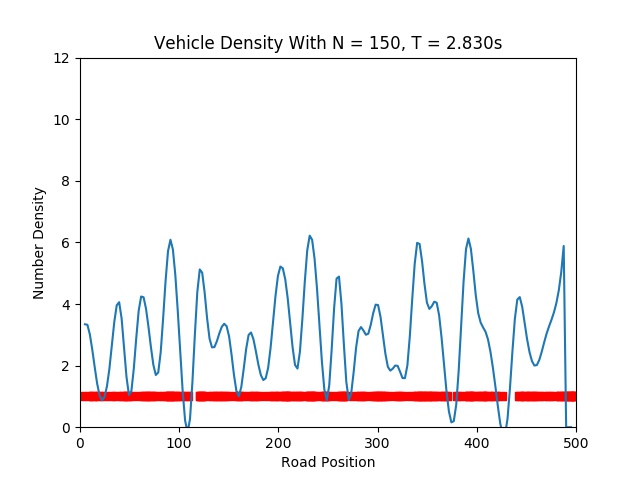 Vehicle Density With N = 150, T = 2.830s
12
10
8
6
4
2
0
Number Density
0 100 200 300 400 500
Road Position